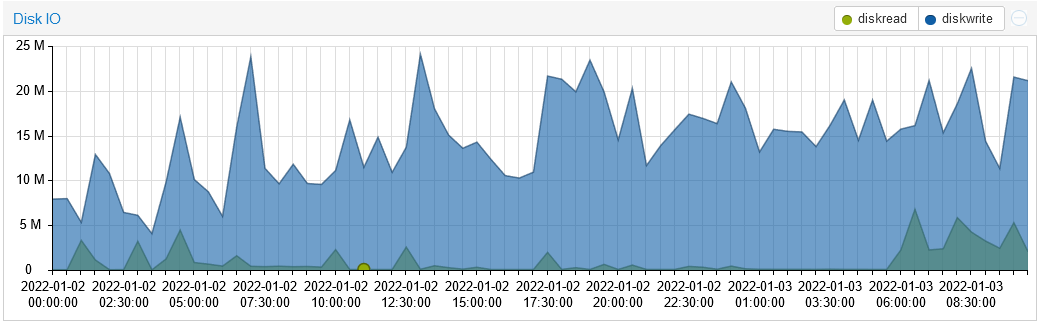 Disk IO
diskread diskwrite
25 M
20 M
15 M
10 M
5 M
0
2022-01-02 2022-01-02 2022-01-02 2022-01-02 2022-01-02 2022-01-02 2022-01-02 2022-01-02 2022-01-02 2022-01-02 2022-01-03 2022-01-03 2022-01-03 2022-01-03
00:00:00 02:30:00 05:00:00 07:30:00 10:00:00 12:30:00 15:00:00 17:30:00 20:00:00 22:30:00 01:00:00 03:30:00 06:00:00 08:30:00